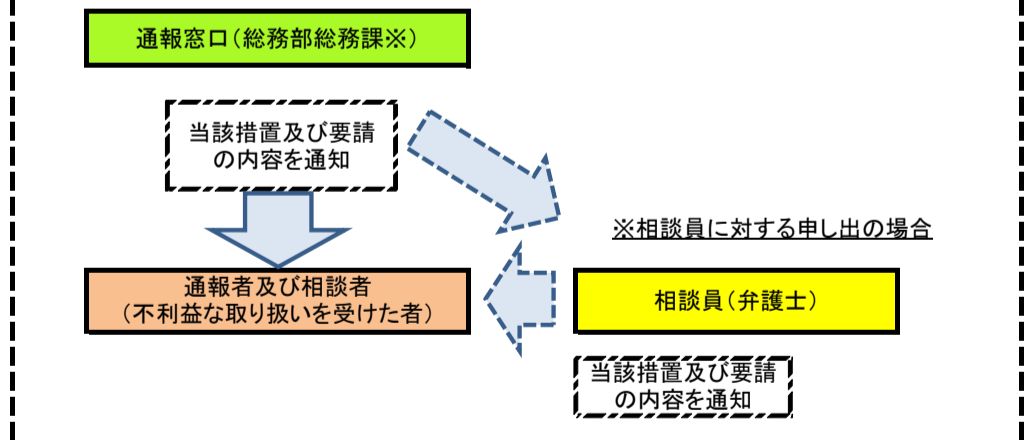 通報窓口(総務部総務課※)
当該措置及び要請
の内容を通知
※相談員に対する申し出の場合
通報者及び相談者
(不利益な取り扱いを受けた者)
相談員(弁護士)
当該措置及び要請
の内容を通知